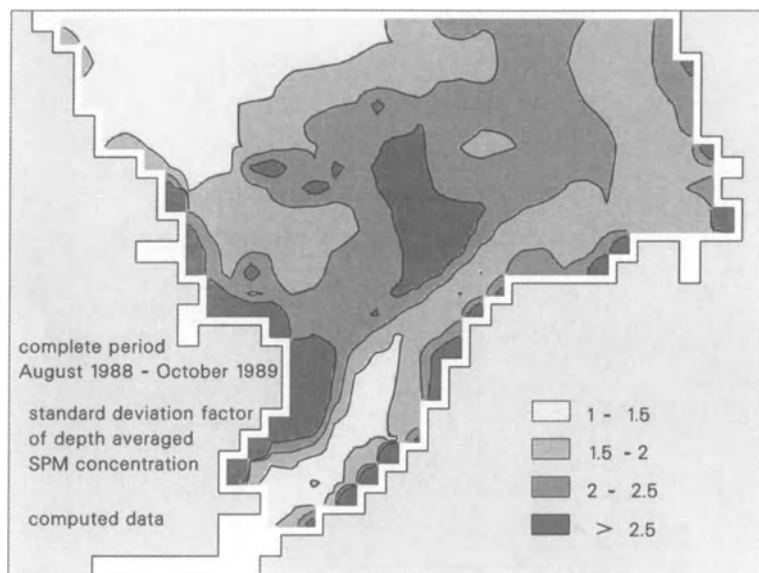 complete period
August 1988 - October 1989
standard deviation factor
of depth averaged
SPM concentration
computed data
1 - 1.5
1.5 - 2
2 - 2.5
> 2.5